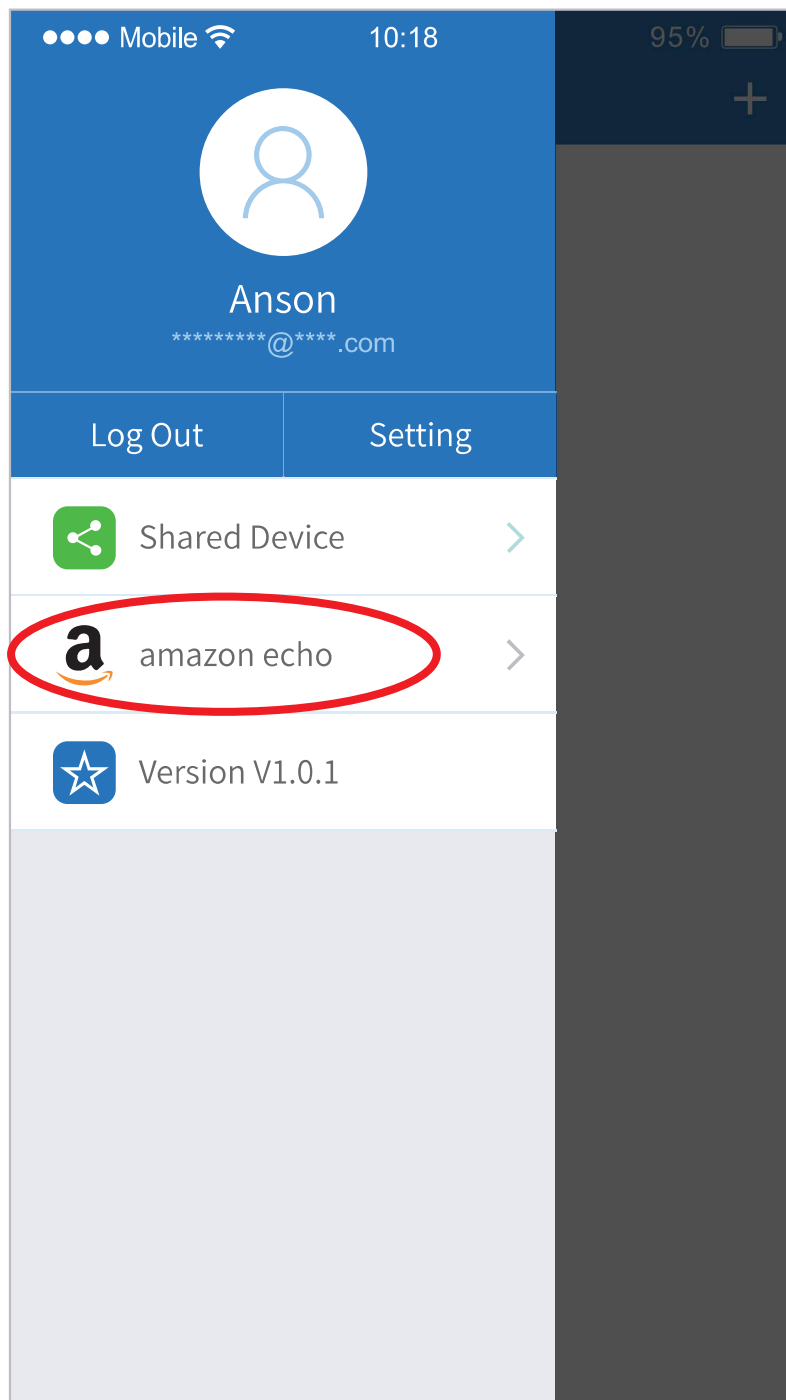 Mobile 10:18 95%
+
Anson
*********@****.com
Log Out Setting
Shared Device
a amazon echo
Version V1.0.1